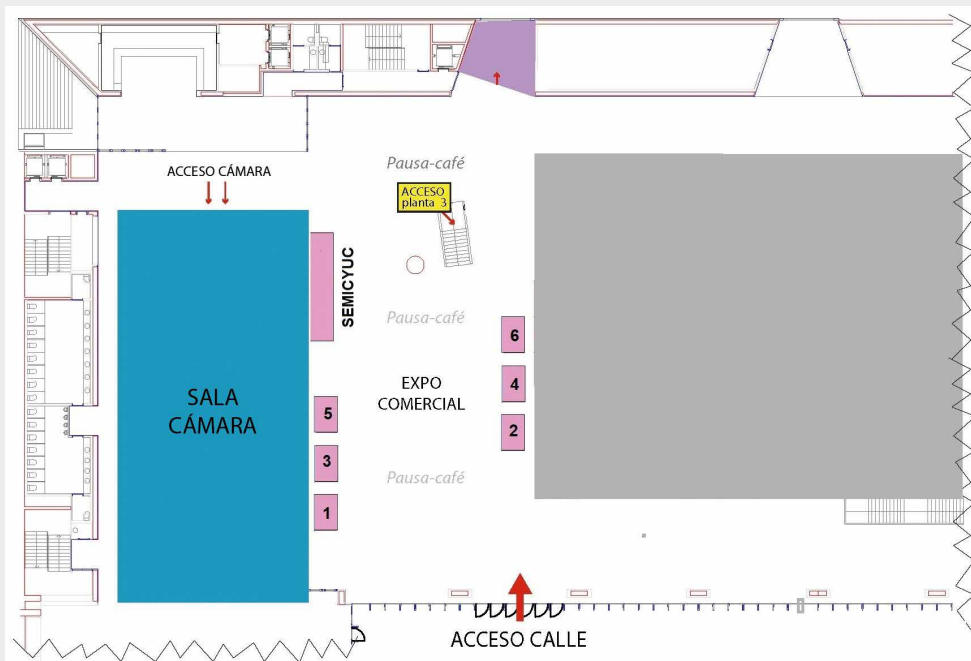 Pausa-café
ACCESO CÁMARA
ACCESO
planta 3
SEMICYUC
Pausa-café
6
EXPO
COMERCIAL
4
SALA
CÁMARA
5
2
3
Pausa-café
1
ACCESO CALLE